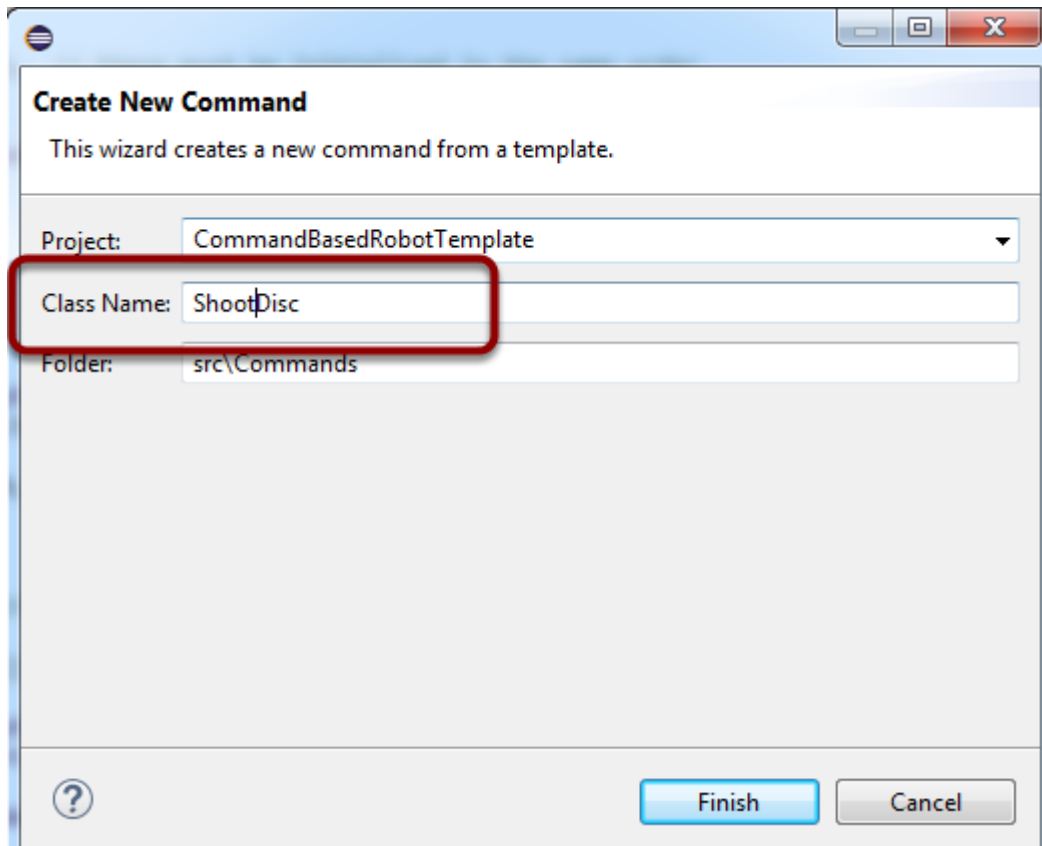 Create New Command
This wizard creates a new command from a template.
Project: CommandBasedRobotTemplate
Class Name: ShootDisc
Folder: src\Commands
? Finish Cancel